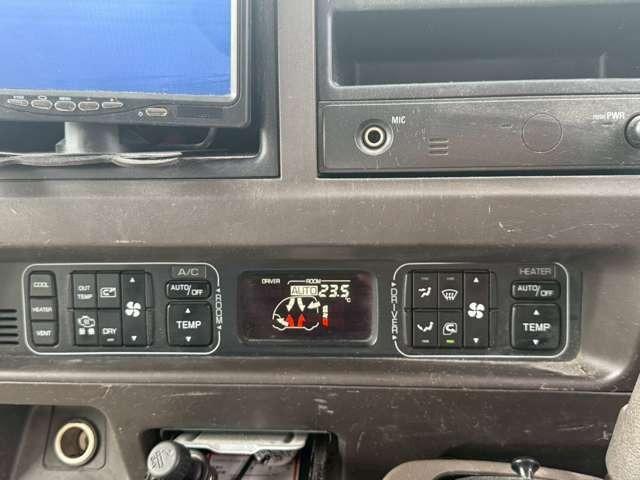 MIC
PWR
A/C
COOL
HEATER
VENT
OUT
TEMP
DRY
AUTO/OFF
TEMP
ROOM
DRIVER
ROOM
AUTO 23.5 °C
DRIVER
HEATER
AUTO/OFF
TEMP